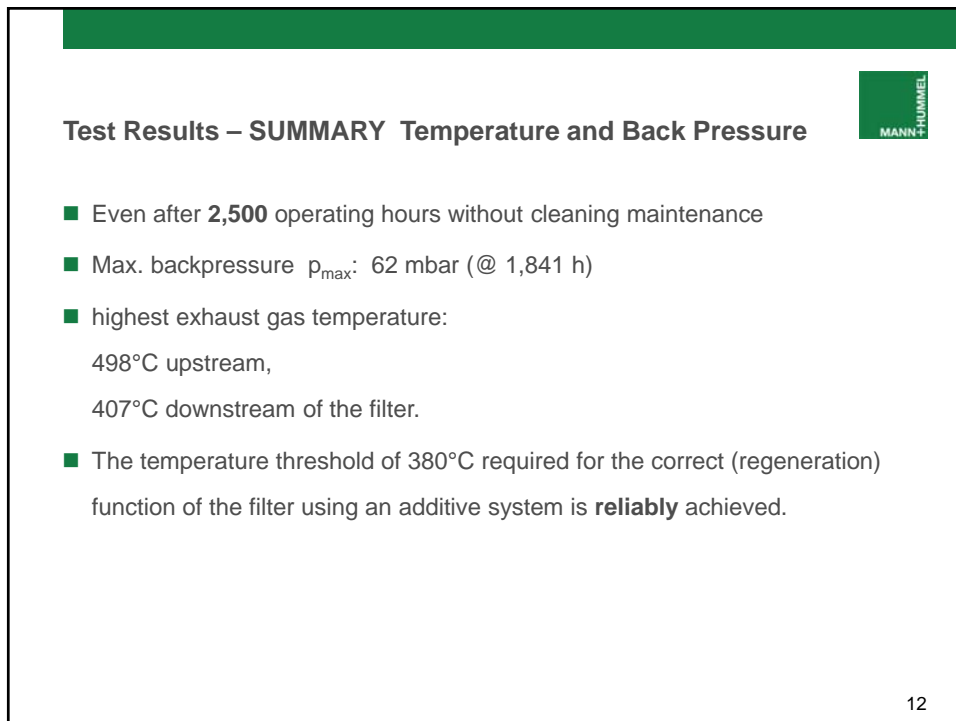 MANN+HUMMEL
Test Results – SUMMARY Temperature and Back Pressure
Even after 2,500 operating hours without cleaning maintenance
Max. backpressure pmax: 62 mbar (@ 1,841 h)
highest exhaust gas temperature:
498°C upstream,
407°C downstream of the filter.
The temperature threshold of 380°C required for the correct (regeneration)
function of the filter using an additive system is reliably achieved.
12